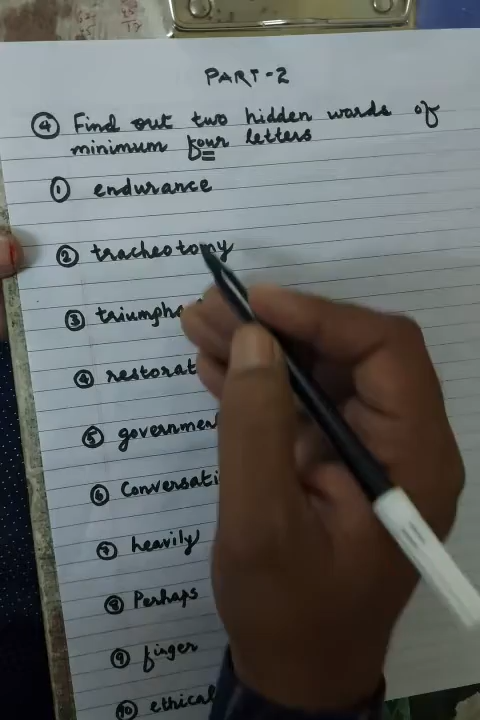 PART-2
④ Find out two hidden words of
minimum four letters
① endurance
② tracheotomy
③ triumpha
④ restorat
⑤ governmen
⑥ Conversati
⑦ heavily
⑧ Perhaps
⑨ finger
⑩ ethical